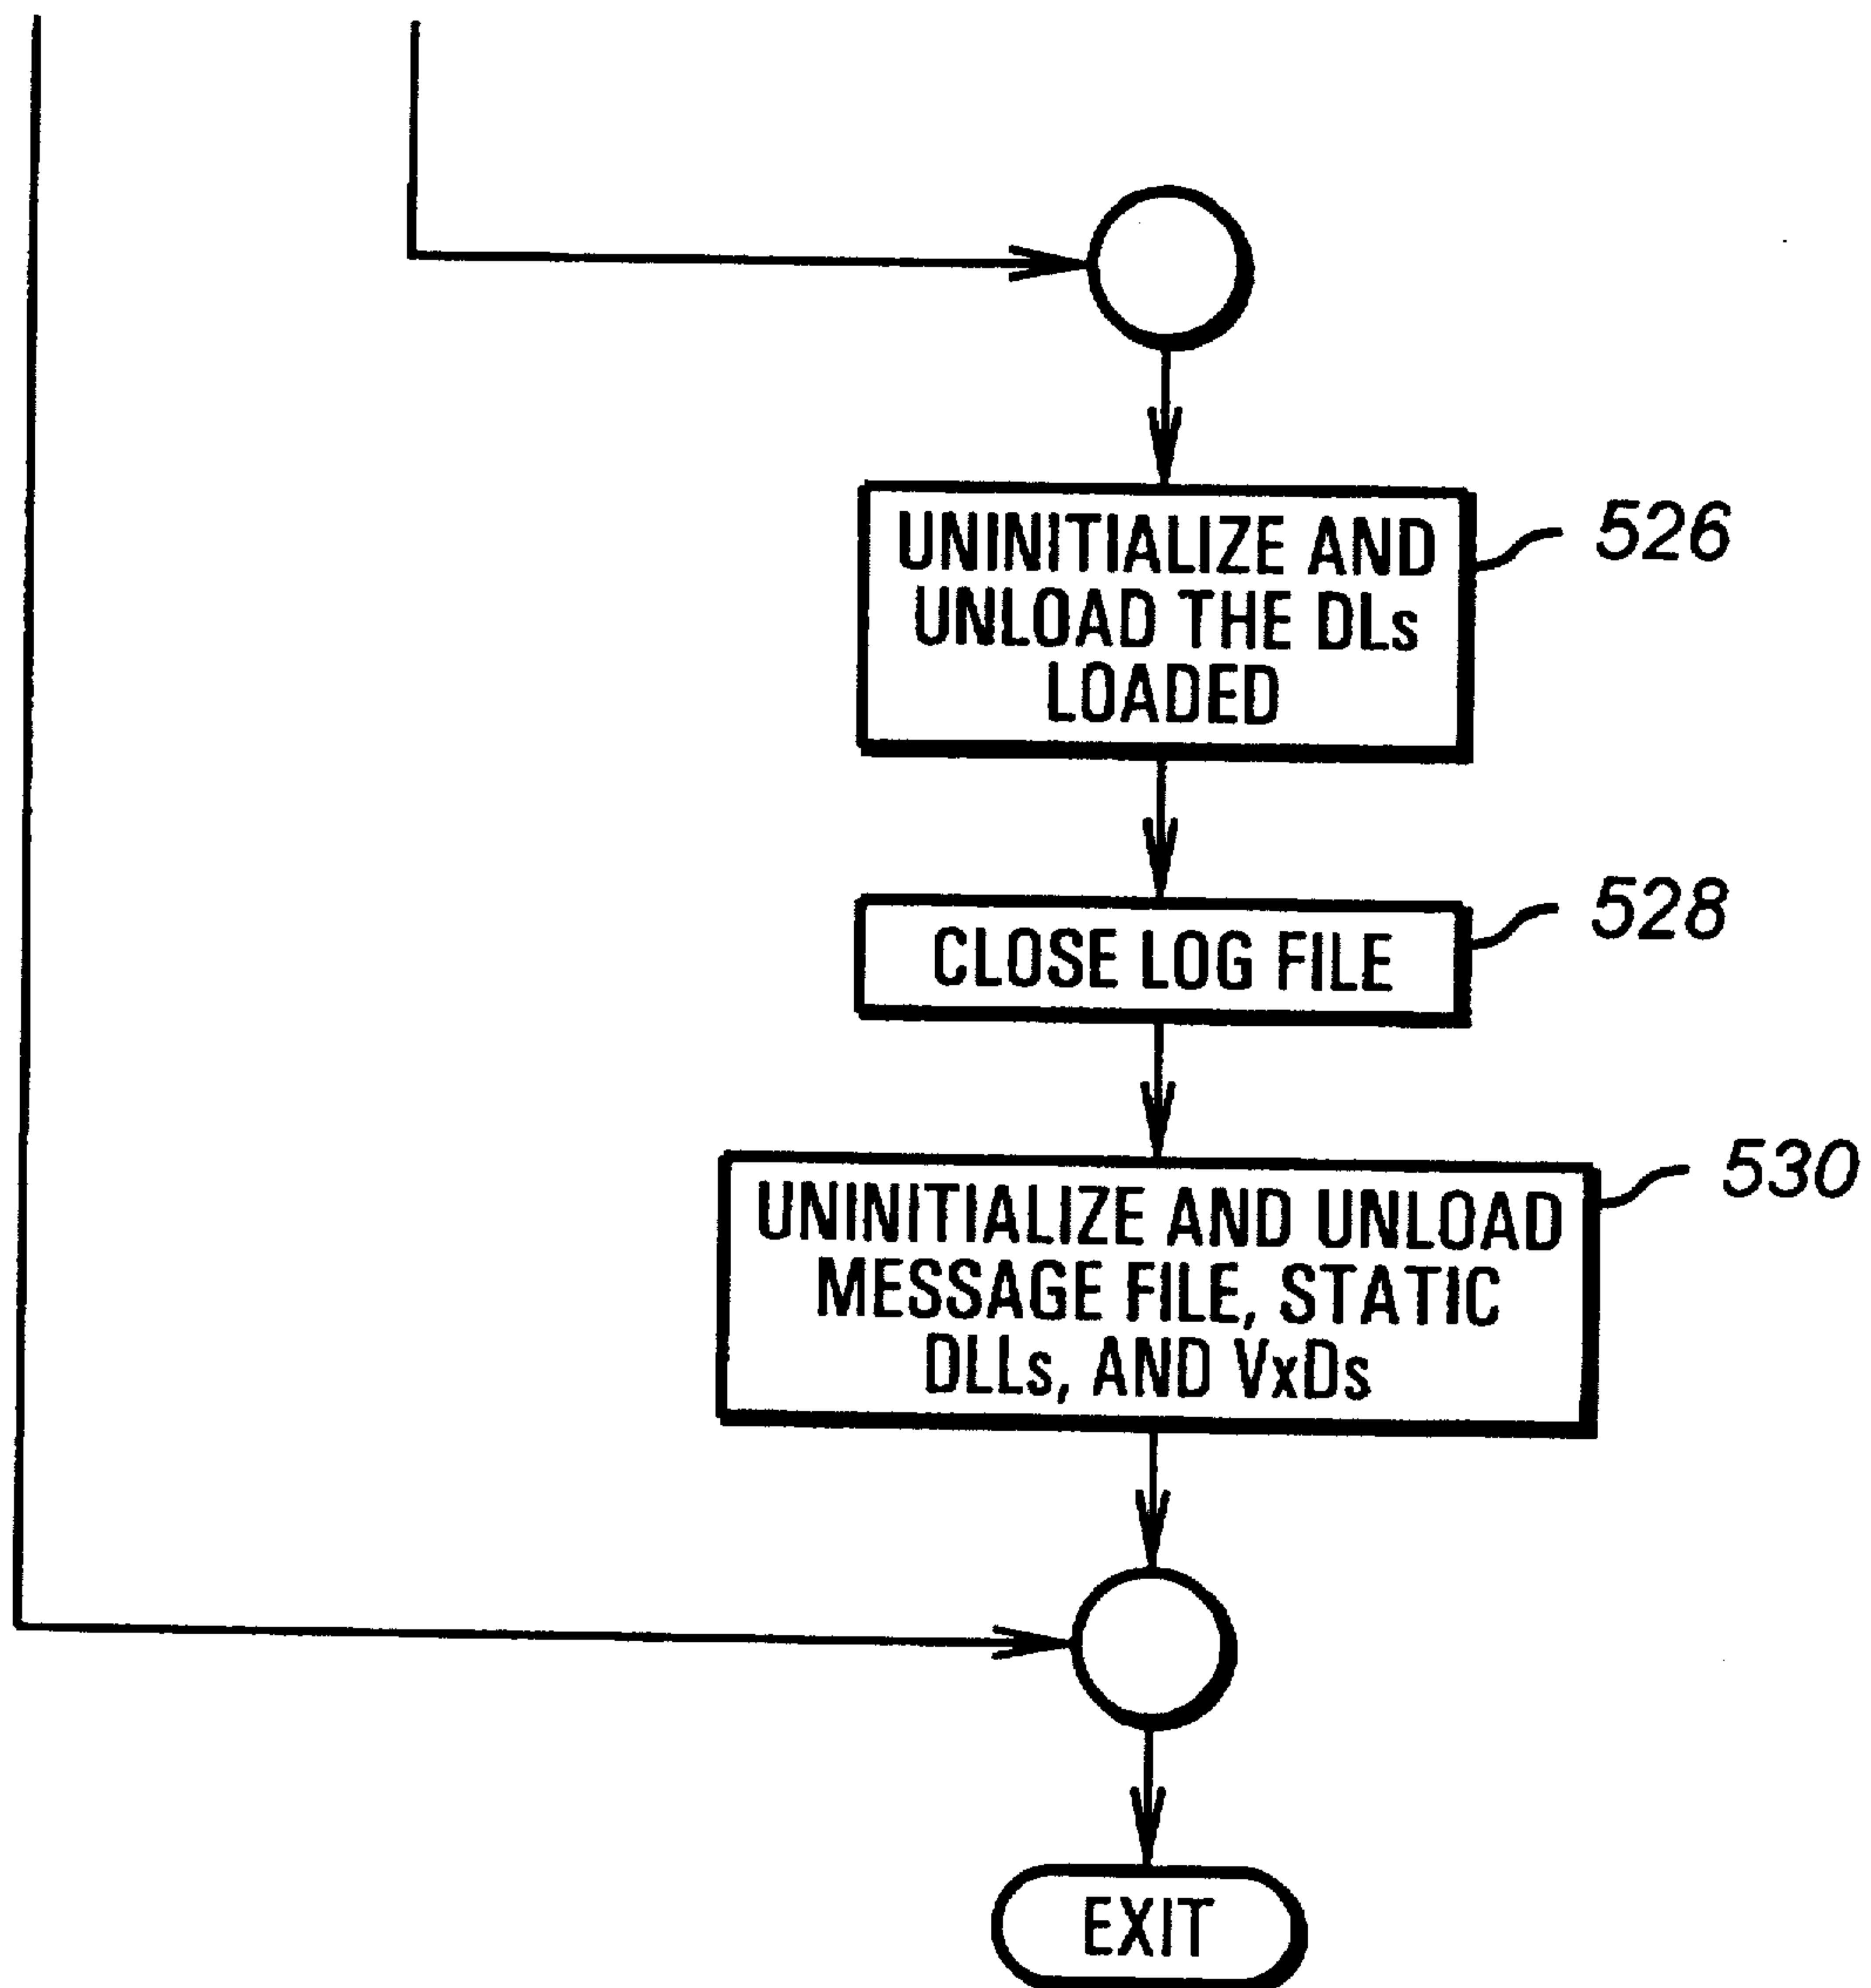 UNINITIALIZE AND
UNLOAD THE DLs
LOADED
526
CLOSE LOG FILE
528
UNINITIALIZE AND UNLOAD
MESSAGE FILE, STATIC
DLLs, AND VxDs
530
EXIT